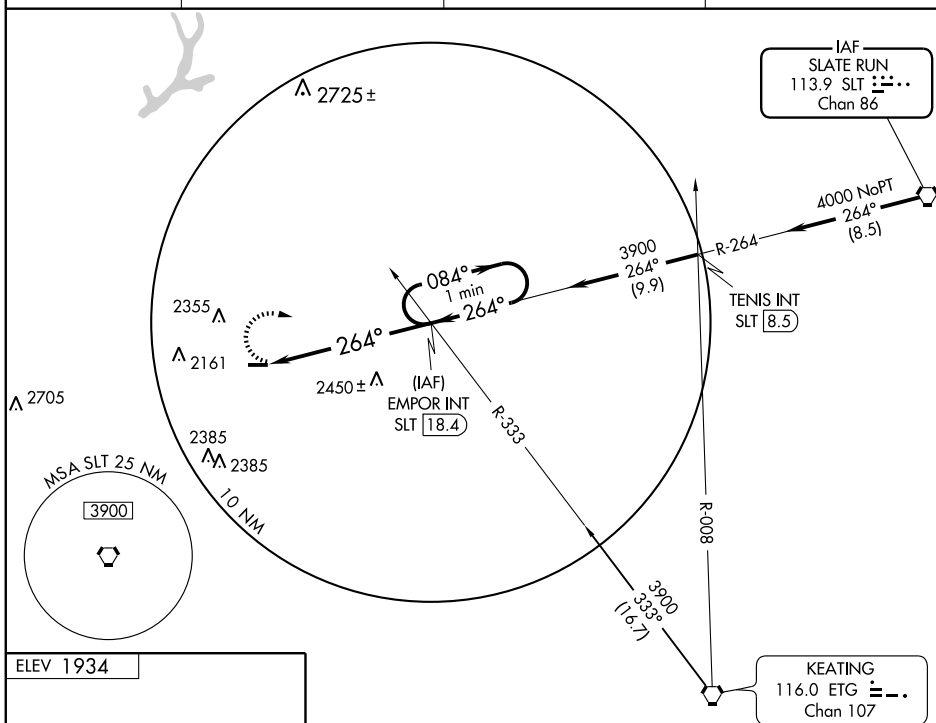 IAF
SLATE RUN
113.9 SLT
Chan 86
2725 ±
4000 NoPT
264°
(8.5)
R-264
3900
264°
(9.9)
TENIS INT
SLT 8.5
084°
1 min
264°
264°
2355
2161
2450 ±
(IAF)
EMPOR INT
SLT 18.4
2705
2385
2385
R-333
R-008
10 NM
MSA SLT 25 NM
3900
3900
333°
(16.7)
ELEV 1934
KEATING
116.0 ETG
Chan 107